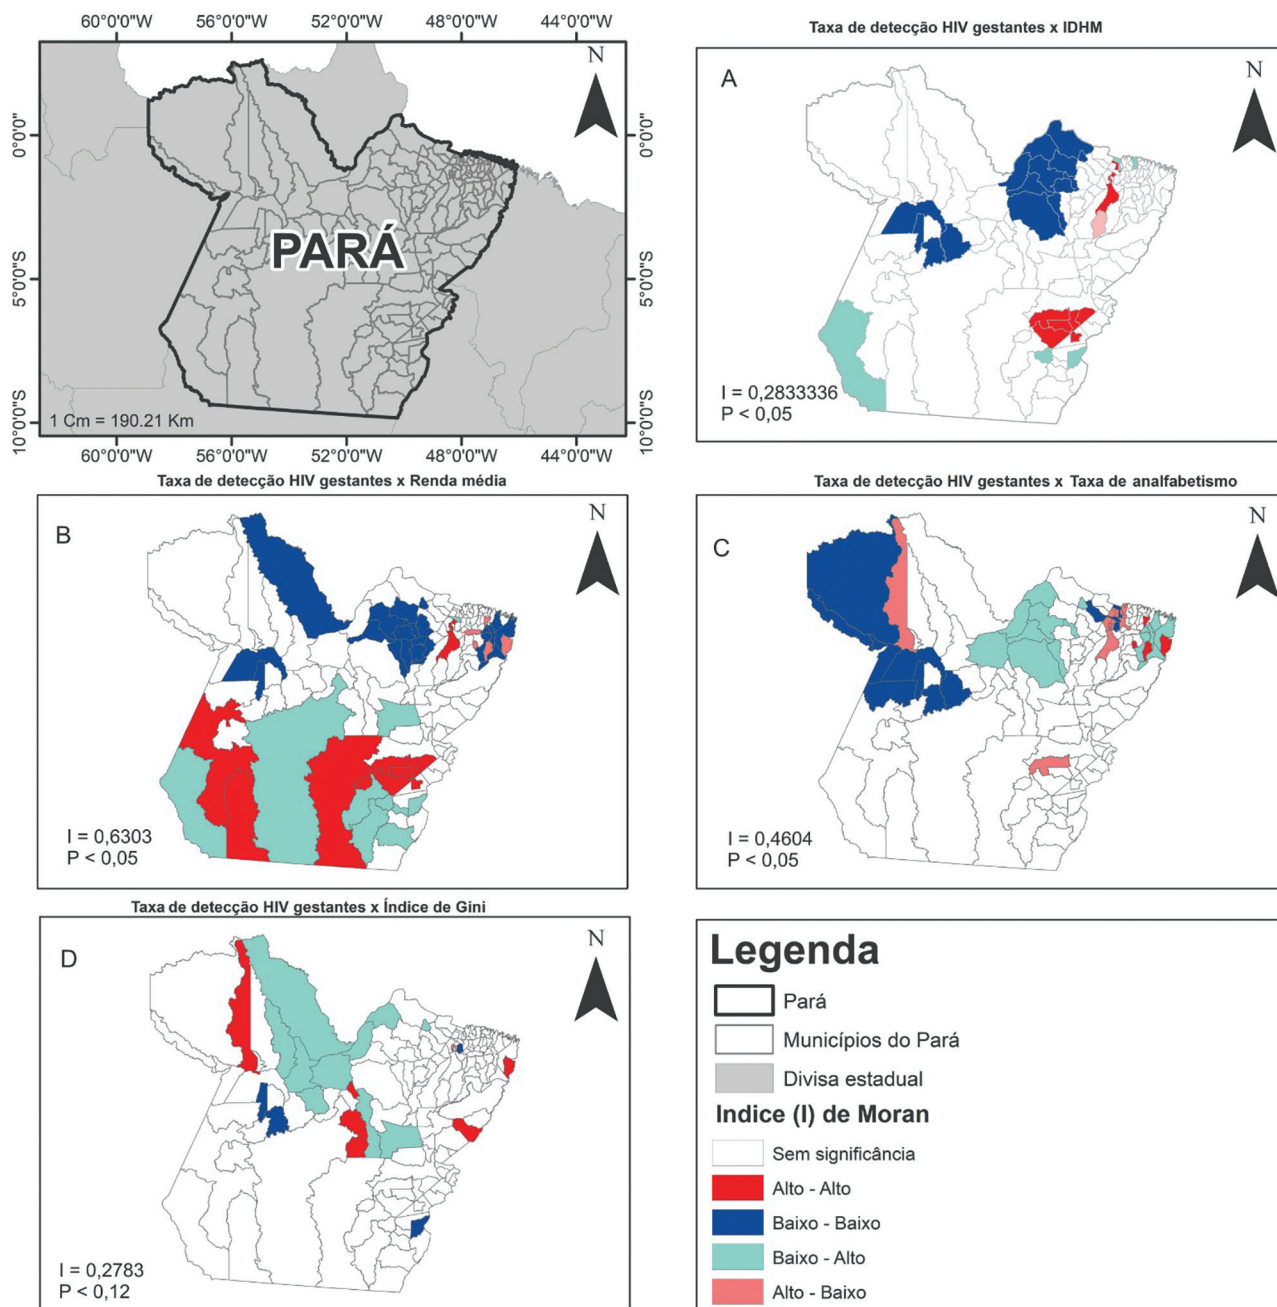 60°0'0"W 56°0'0"W 52°0'0"W 48°0'0"W 44°0'0"W
N
0°0'0"
5°0'0"S
10°0'0"S
PARÁ
0°0'0"
5°0'0"S
10°0'0"S
1 Cm = 190.21 Km
60°0'0"W 56°0'0"W 52°0'0"W 48°0'0"W 44°0'0"W
Taxa de detecção HIV gestantes x IDHM
A
N
I = 0,2833336
P < 0,05
Taxa de detecção HIV gestantes x Renda média
B
N
I = 0,6303
P < 0,05
Taxa de detecção HIV gestantes x Taxa de analfabetismo
C
N
I = 0,4604
P < 0,05
Taxa de detecção HIV gestantes x Índice de Gini
D
N
I = 0,2783
P < 0,12
Legenda
Pará
Municípios do Pará
Divisa estadual
Indice (I) de Moran
Sem significância
Alto - Alto
Baixo - Baixo
Baixo - Alto
Alto - Baixo